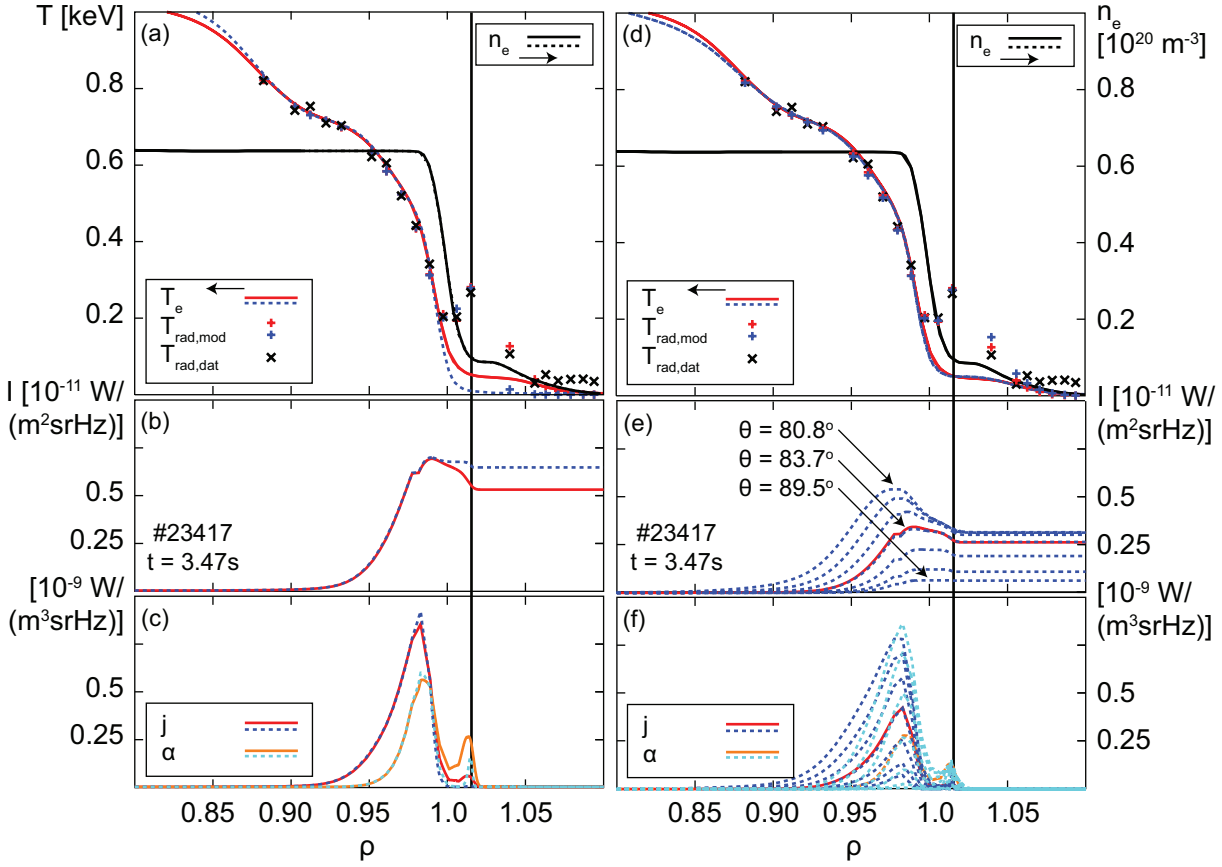 T [keV]
(a)
n_e
0.8
0.6
0.4
0.2
T_e
T_rad,mod
T_rad,dat
(d)
n_e
n_e
[10^20 m^-3]
0.8
0.6
0.4
0.2
T_e
T_rad,mod
T_rad,dat
I [10^-11 W/
(m^2srHz)]
(b)
0.5
0.25
#23417
t = 3.47s
I [10^-11 W/
(m^2srHz)]
(e)
θ = 80.8^o
θ = 83.7^o
θ = 89.5^o
0.5
0.25
#23417
t = 3.47s
[10^-9 W/
(m^3srHz)]
(c)
0.5
0.25
j
α
[10^-9 W/
(m^3srHz)]
(f)
0.5
0.25
j
α
0.85 0.90 0.95 1.0 1.05
ρ
0.85 0.90 0.95 1.0 1.05
ρ